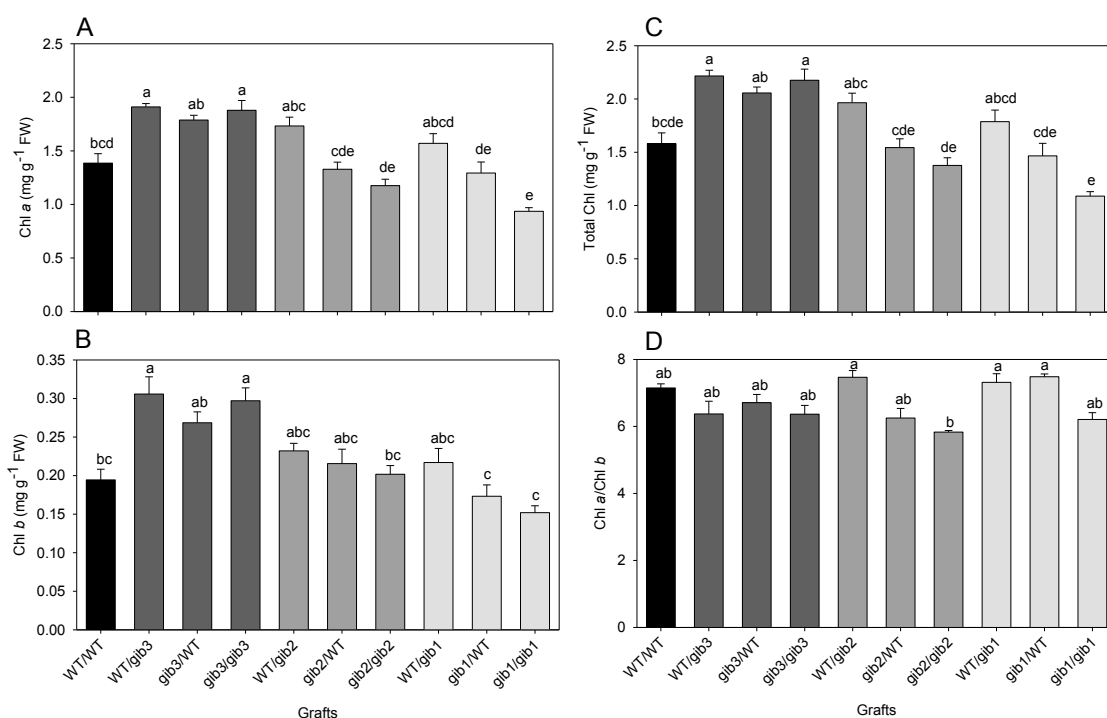 A
2.5
2.0
1.5
1.0
0.5
0.0
Chl a (mg g⁻¹ FW)
bcd
a
ab
a
abc
cde
de
abcd
de
e
B
0.35
0.30
0.25
0.20
0.15
0.10
0.05
0.00
Chl b (mg g⁻¹ FW)
bc
a
ab
a
abc
abc
bc
abc
c
c
WT/WT
WT/gib3
gib3/WT
gib3/gib3
WT/gib2
gib2/WT
gib2/gib2
WT/gib1
gib1/WT
gib1/gib1
Grafts
C
2.5
2.0
1.5
1.0
0.5
0.0
Total Chl (mg g⁻¹ FW)
bcde
a
ab
a
abc
cde
de
abcd
cde
e
D
8
6
4
2
0
Chl a/Chl b
ab
ab
ab
ab
a
ab
b
a
a
ab
WT/WT
WT/gib3
gib3/WT
gib3/gib3
WT/gib2
gib2/WT
gib2/gib2
WT/gib1
gib1/WT
gib1/gib1
Grafts